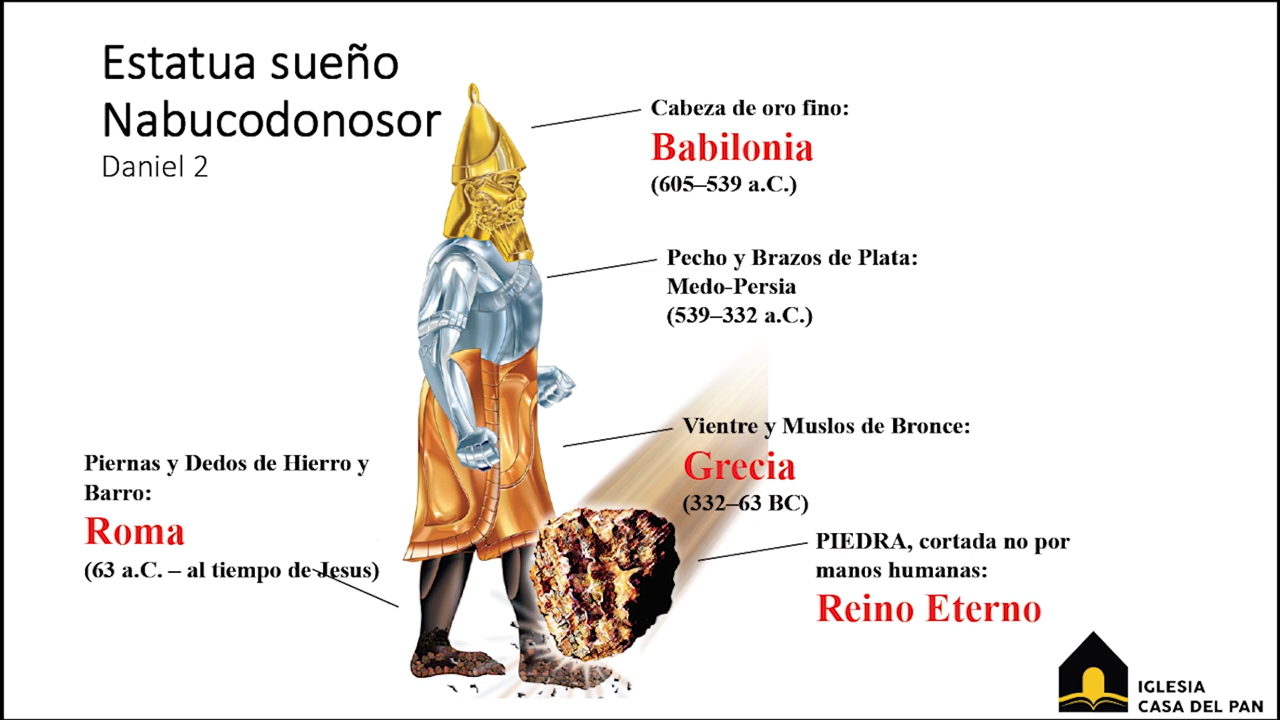 Estatua sueño
Nabucodonosor
Daniel 2
Cabeza de oro fino:
Babilonia
(605–539 a.C.)
Pecho y Brazos de Plata:
Medo-Persia
(539–332 a.C.)
Vientre y Muslos de Bronce:
Grecia
(332–63 BC)
Piernas y Dedos de Hierro y
Barro:
Roma
(63 a.C. – al tiempo de Jesus)
PIEDRA, cortada no por
manos humanas:
Reino Eterno
IGLESIA
CASA DEL PAN